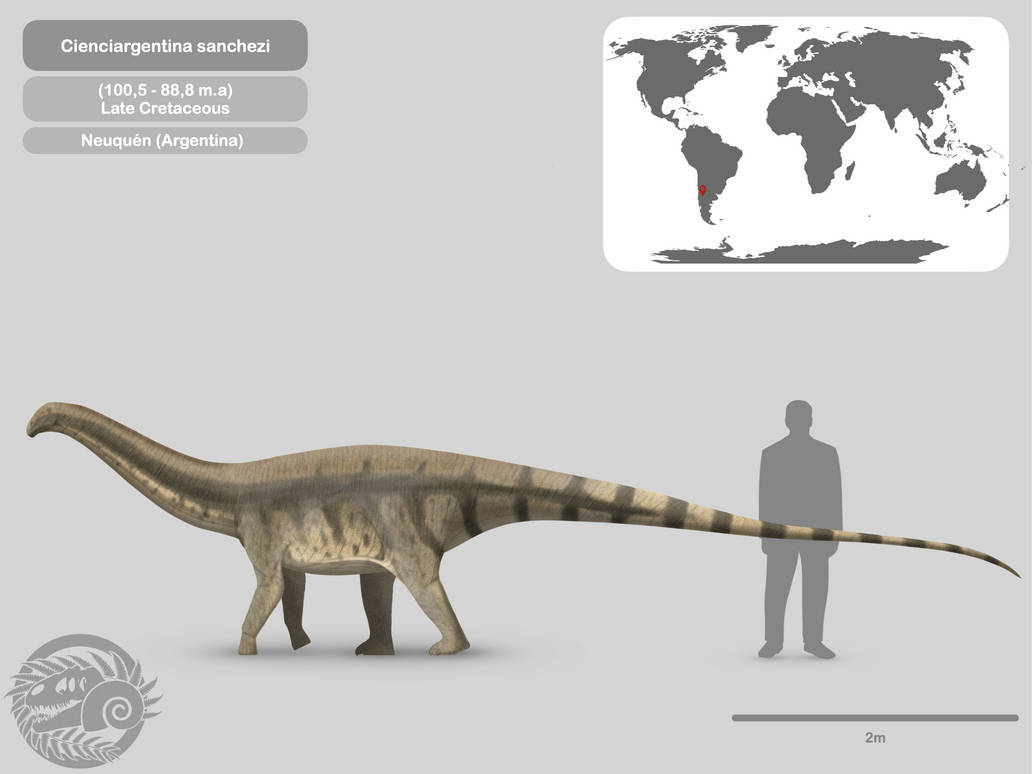 Cienciargentina sanchezi
(100,5 - 88,8 m.a)
Late Cretaceous
Neuquén (Argentina)
2m